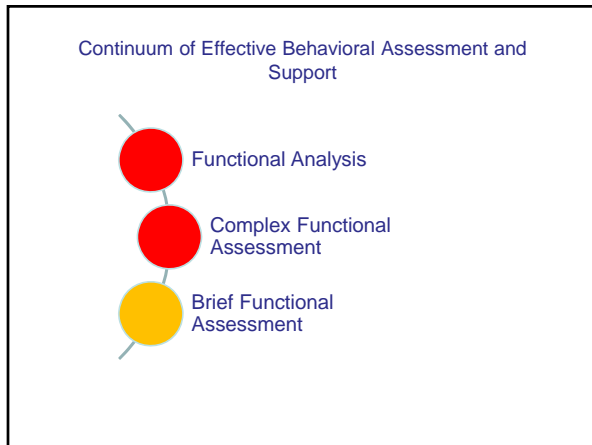 Continuum of Effective Behavioral Assessment and
Support
Functional Analysis
Complex Functional
Assessment
Brief Functional
Assessment